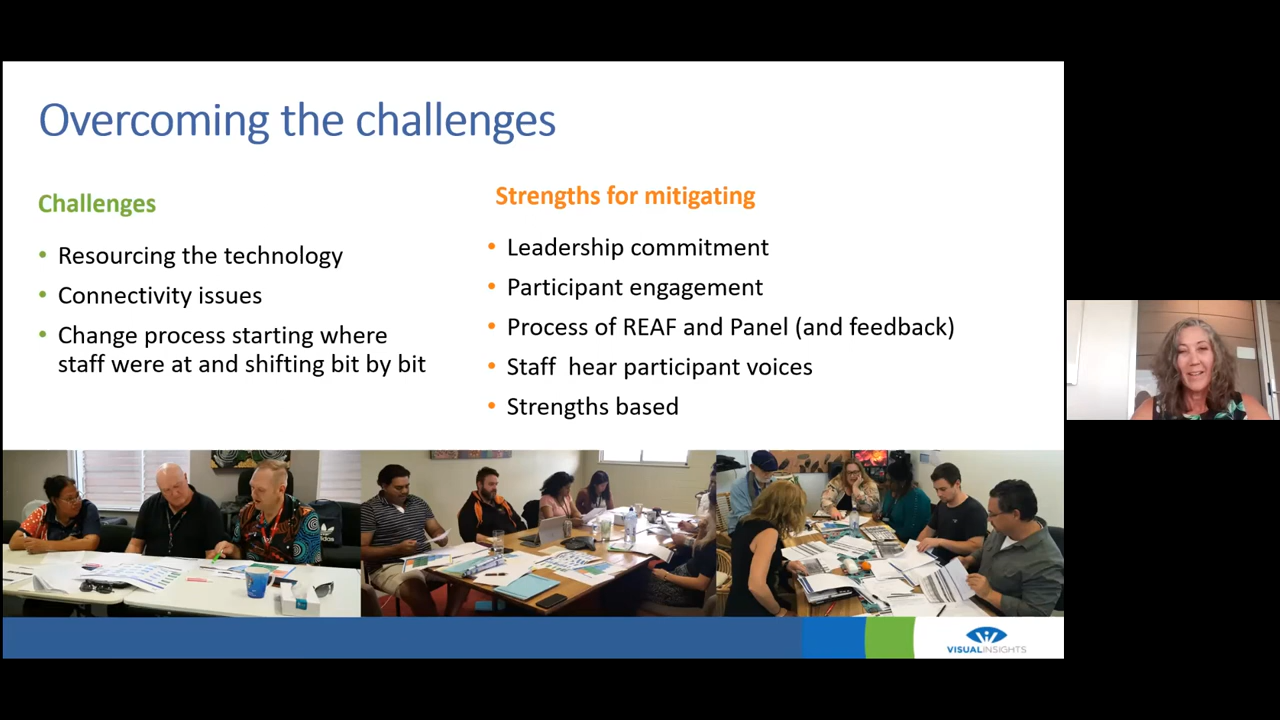 Overcoming the challenges
Challenges
• Resourcing the technology
• Connectivity issues
• Change process starting where
staff were at and shifting bit by bit
Strengths for mitigating
• Leadership commitment
• Participant engagement
• Process of REAF and Panel (and feedback)
• Staff  hear participant voices
• Strengths based
adidas
VISUALINSIGHTS